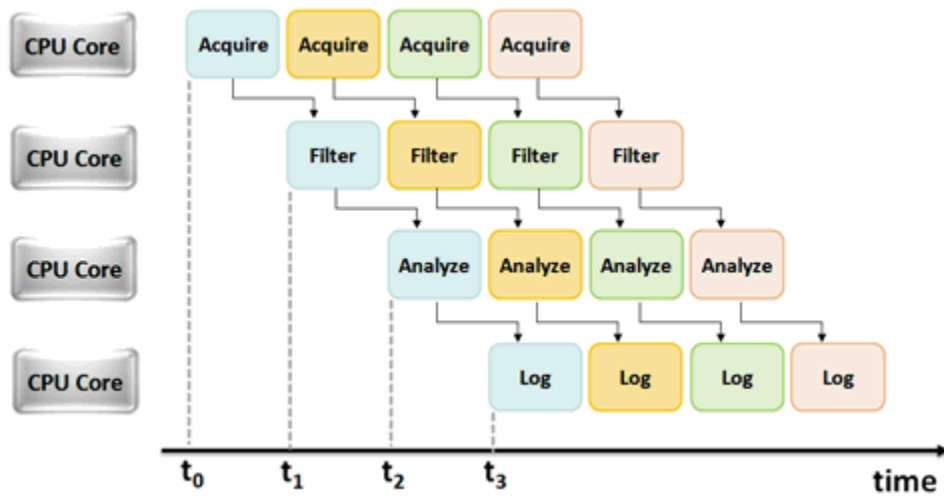 CPU Core
Acquire Acquire Acquire Acquire
CPU Core
Filter Filter Filter Filter
CPU Core
Analyze Analyze Analyze Analyze
CPU Core
Log Log Log Log
t0 t1 t2 t3 time